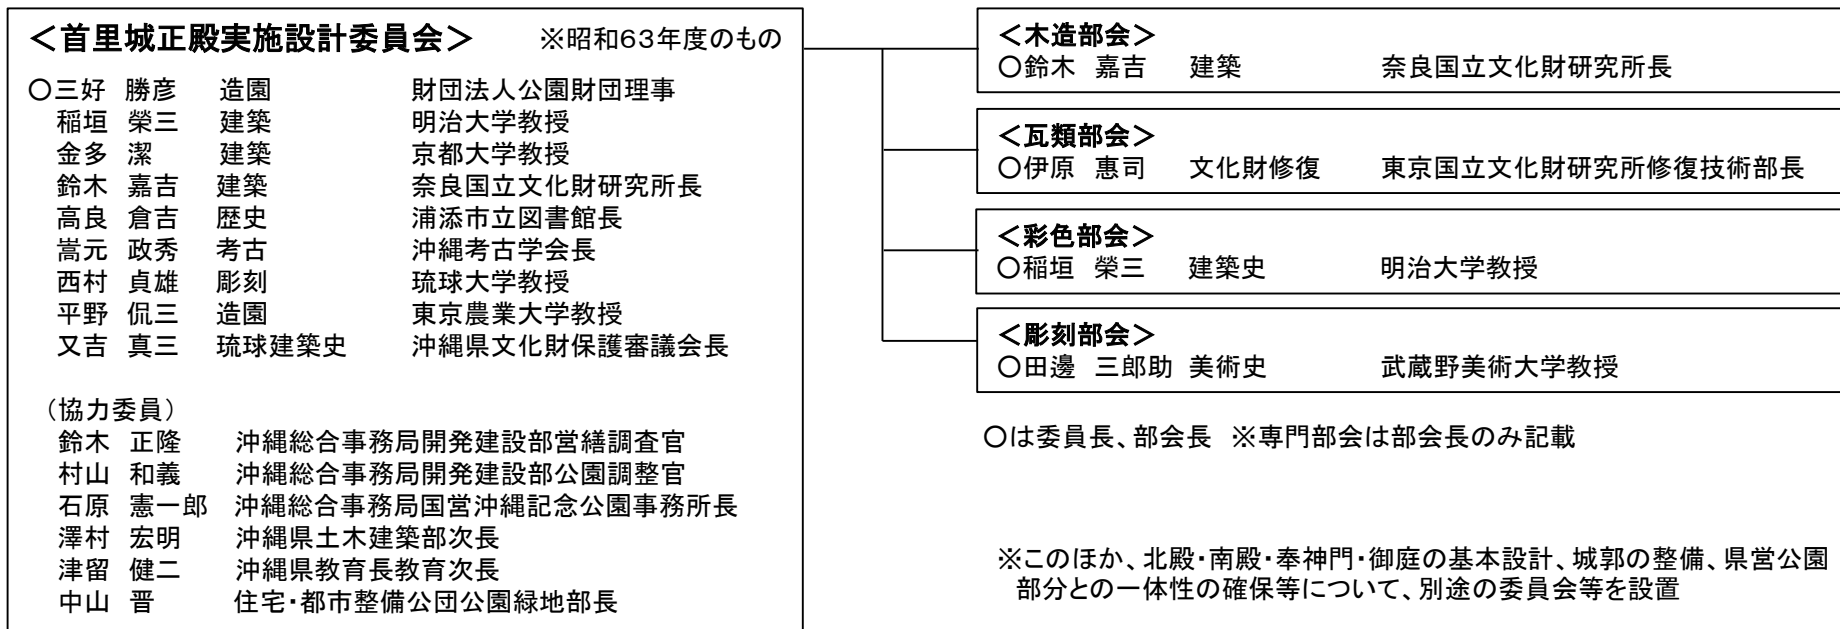 <首里城正殿実施設計委員会> ※昭和63年度のもの
○三好 勝彦 造園 財団法人公園財団理事
稲垣 榮三 建築 明治大学教授
金多 潔 建築 京都大学教授
鈴木 嘉吉 建築 奈良国立文化財研究所長
高良 倉吉 歴史 浦添市立図書館長
嵩元 政秀 考古 沖縄考古学会長
西村 貞雄 彫刻 琉球大学教授
平野 侃三 造園 東京農業大学教授
又吉 真三 琉球建築史 沖縄県文化財保護審議会長
(協力委員)
鈴木 正隆 沖縄総合事務局開発建設部営繕調査官
村山 和義 沖縄総合事務局開発建設部公園調整官
石原 憲一郎 沖縄総合事務局国営沖縄記念公園事務所長
澤村 宏明 沖縄県土木建築部次長
津留 健二 沖縄県教育長教育次長
中山 晋 住宅・都市整備公団公園緑地部長
<木造部会>
○鈴木 嘉吉 建築 奈良国立文化財研究所長
<瓦類部会>
○伊原 惠司 文化財修復 東京国立文化財研究所修復技術部長
<彩色部会>
○稲垣 榮三 建築史 明治大学教授
<彫刻部会>
○田邊 三郎助 美術史 武蔵野美術大学教授
○は委員長、部会長 ※専門部会は部会長のみ記載
※このほか、北殿・南殿・奉神門・御庭の基本設計、城郭の整備、県営公園
部分との一体性の確保等について、別途の委員会等を設置